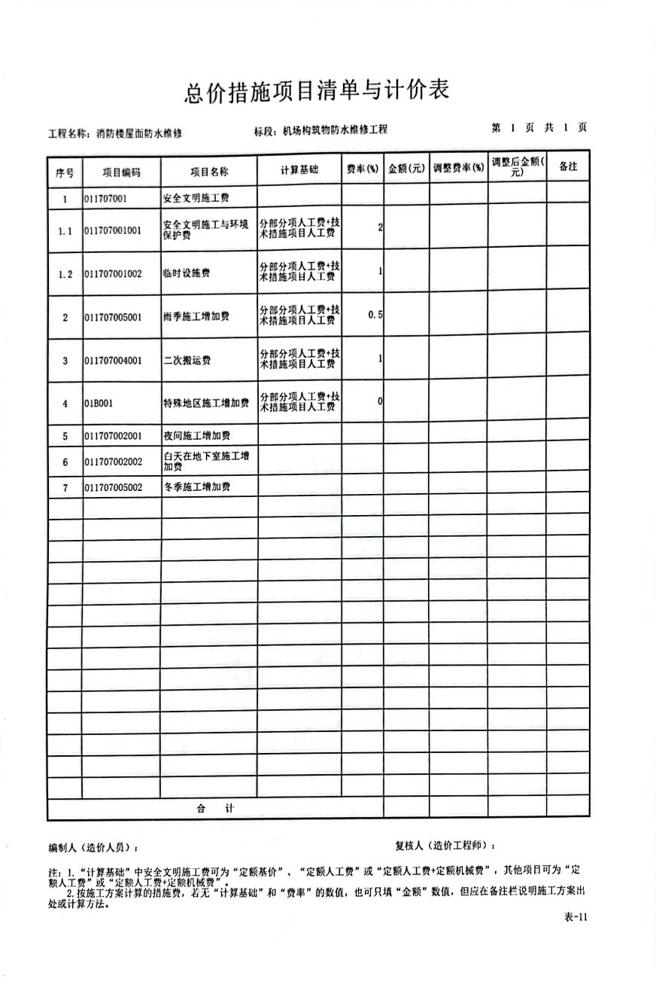 总价措施项目清单与计价表
工程名称：消防楼屋面防水维修 标段：机场构筑物防水维修工程 第 1 页 共 1 页
序号 项目编码 项目名称 计算基础 费率(%) 金额(元) 调整费率(%) 调整后金额(
元) 备注
1 011707001 安全文明施工费
1.1 011707001001 安全文明施工与环境
保护费 分部分项人工费+技
术措施项目人工费 2
1.2 011707001002 临时设施费 分部分项人工费+技
术措施项目人工费 1
2 011707005001 雨季施工增加费 分部分项人工费+技
术措施项目人工费 0.5
3 011707004001 二次搬运费 分部分项人工费+技
术措施项目人工费 1
4 01B001 特殊地区施工增加费 分部分项人工费+技
术措施项目人工费 0
5 011707002001 夜间施工增加费
6 011707002002 白天在地下室施工增
加费
7 011707005002 冬季施工增加费
合 计
编制人（造价人员）： 复核人（造价工程师）：
注：1.“计算基础”中安全文明施工费可为“定额基价”、“定额人工费”或“定额人工费+定额机械费”，其他项目可为“定
额人工费”或“定额人工费+定额机械费”。
2.按施工方案计算的措施费，若无“计算基础”和“费率”的数值，也可只填“金额”数值，但应在备注栏说明施工方案出
处或计算方法。
表-11